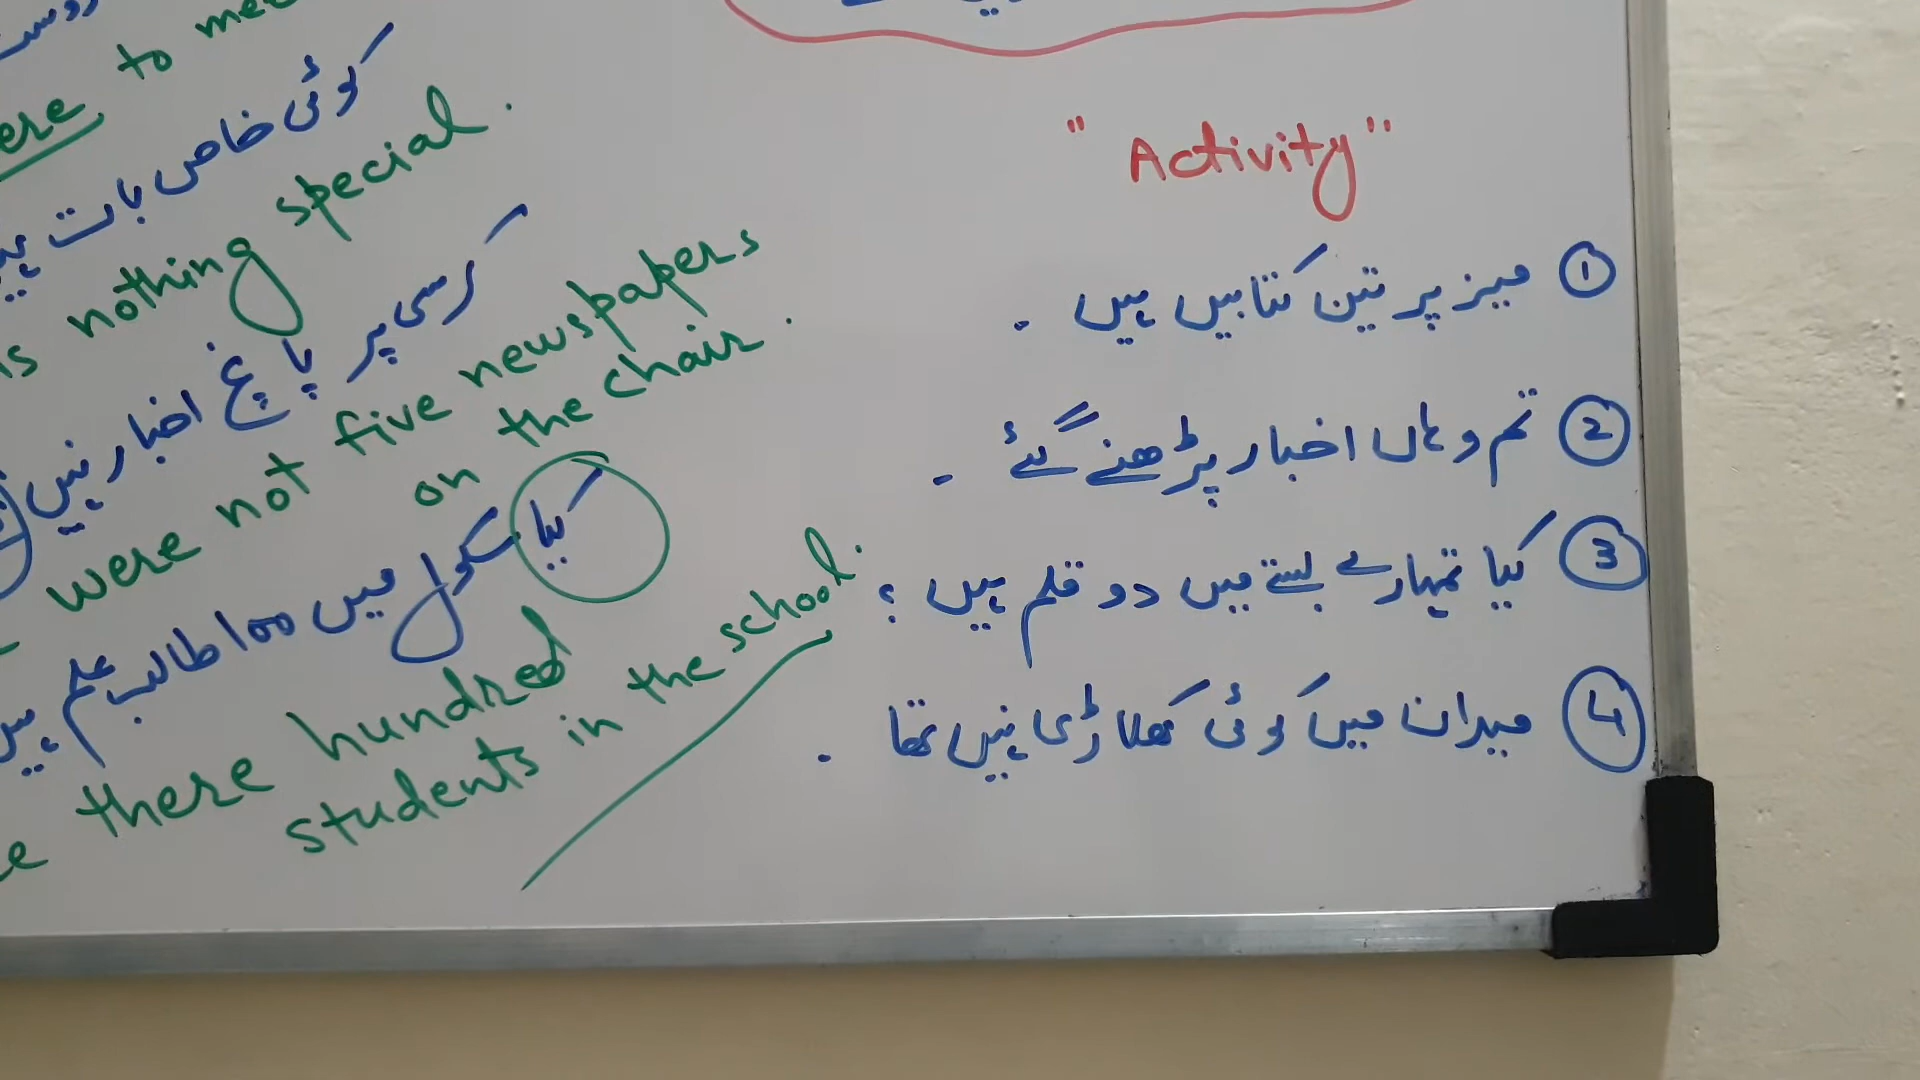 to
کوئی خاص بات
nothing special.
کرسی پر پانچ اخبار نہیں
were not five newspapers
on the chair.
کیا سکول میں ۱۰۰ طالب علم
there hundred
students in the school.
"Activity"
① میز پر تین کتابیں ہیں ۔
② تم وہاں اخبار پڑھنے گئے ۔
③ کیا تمہارے بستے میں دو قلم ہیں ؟
④ میدان میں کوئی کھلاڑی نہیں تھا ۔